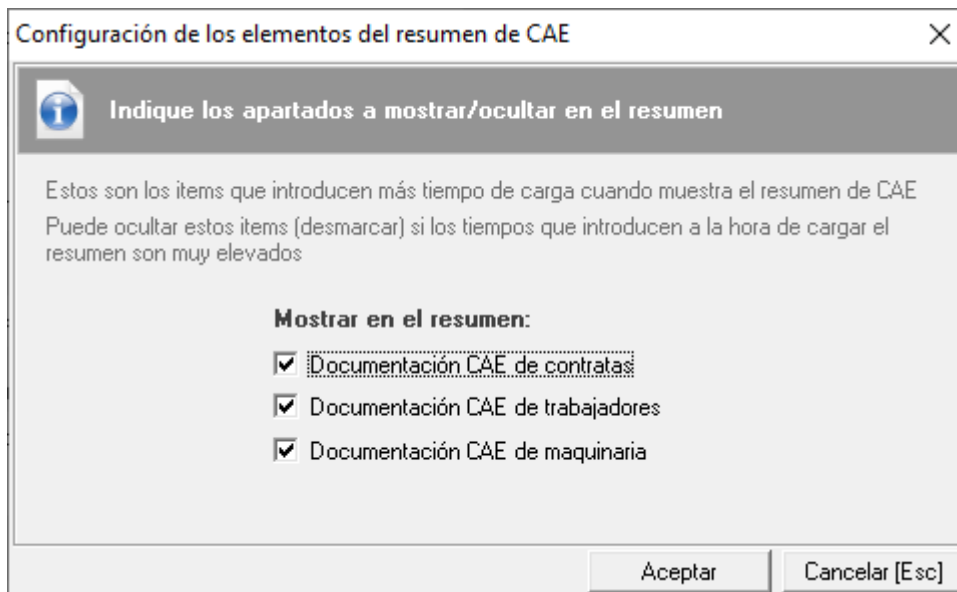 Configuración de los elementos del resumen de CAE
Indique los apartados a mostrar/ocultar en el resumen
Estos son los items que introducen más tiempo de carga cuando muestra el resumen de CAE
Puede ocultar estos items (desmarcar) si los tiempos que introducen a la hora de cargar el
resumen son muy elevados
Mostrar en el resumen:
Documentación CAE de contratas
Documentación CAE de trabajadores
Documentación CAE de maquinaria
Aceptar
Cancelar [Esc]